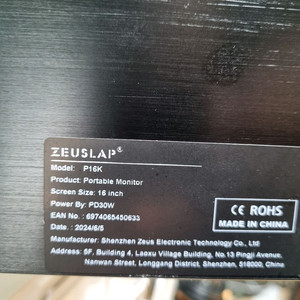 ZEUSLAP®
Model: P16K
Product: Portable Monitor
Screen Size: 16 inch
Power By: PD30W
EAN No.: 6974065450633
Date: 2024/6/5
Manufacturer: Shenzhen Zeus Electronic Technology Co., Ltd
Address: 5F, Building 4, Laoxu Village Building, No.13 Pingji Avenue,
Nanwan Street, Longgang District, Shenzhen, 518000, China
CE ROHS
MADE IN CHINA